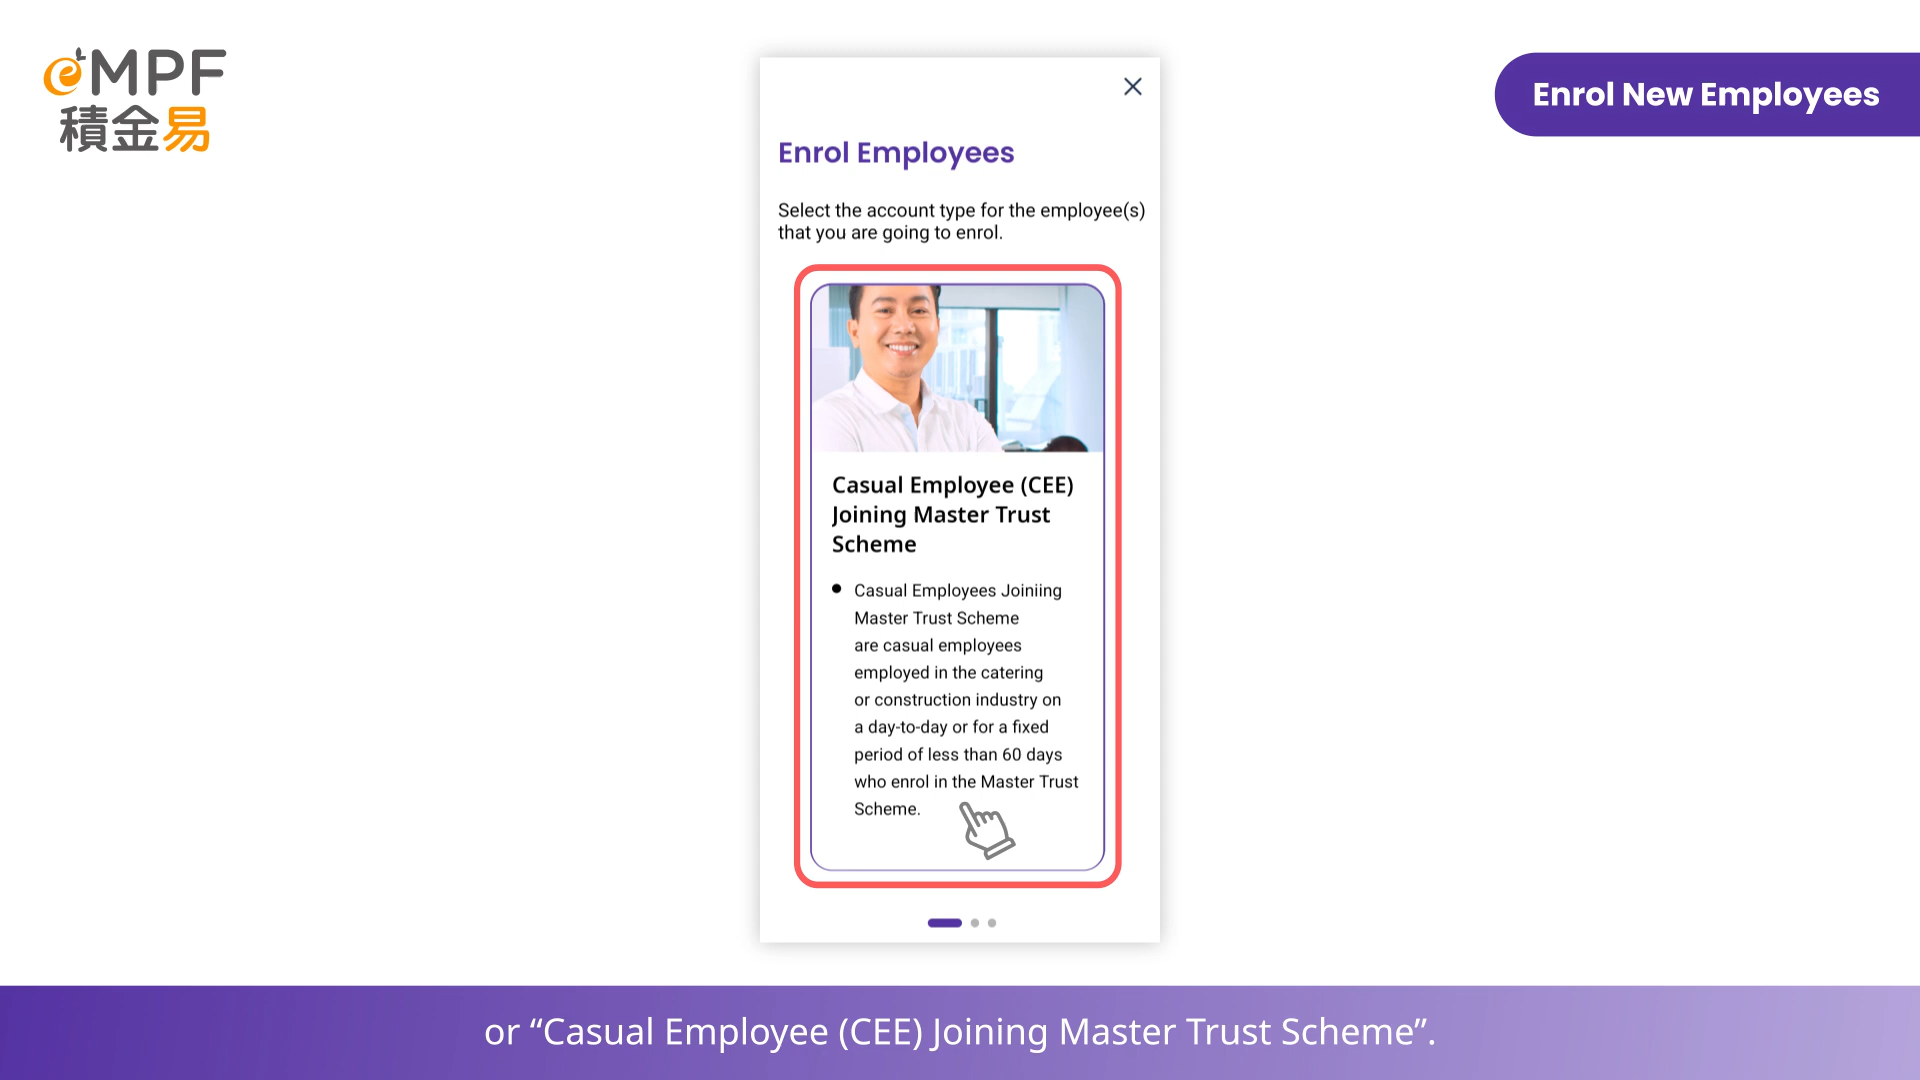 eMPF
積金易
Enrol New Employees
Enrol Employees
Select the account type for the employee(s)
that you are going to enrol.
Casual Employee (CEE)
Joining Master Trust
Scheme
Casual Employees Joiniing
Master Trust Scheme
are casual employees
employed in the catering
or construction industry on
a day-to-day or for a fixed
period of less than 60 days
who enrol in the Master Trust
Scheme.
or “Casual Employee (CEE) Joining Master Trust Scheme”.